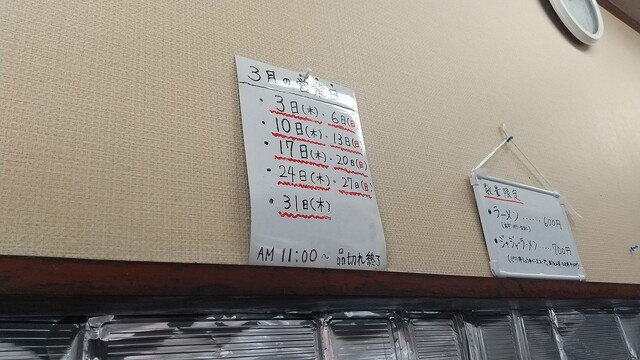 3月の営業日
・3日(木)・6日(日)
・10日(木)・13日(日)
・17日(木)・20日(日)
・24日(木)・27日(日)
・31日(木)
AM 11:00〜 品切れ終了
数量限定
・ラーメン……600円
・ジャジャラーメン….700円